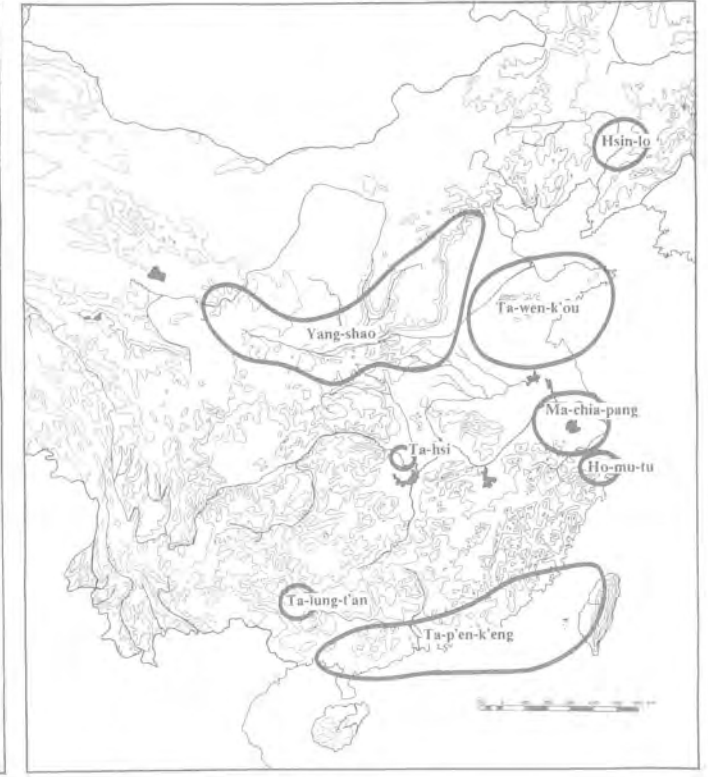 Hsin-lo
Ta-wen-k'ou
Yang-shao
Ma-chia-pang
Ta-hsi
Ho-mu-tu
Ta-lung-t'an
Ta-p'en-k'eng